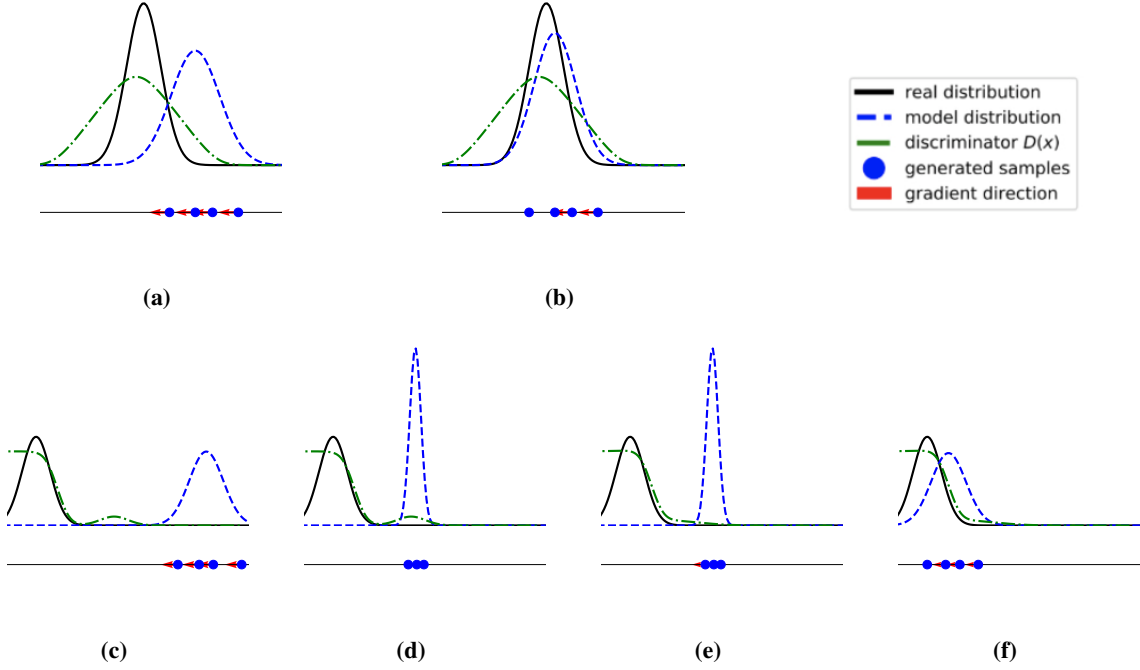 real distribution
model distribution
discriminator D(x)
generated samples
gradient direction
(a)
(b)
(c)
(d)
(e)
(f)